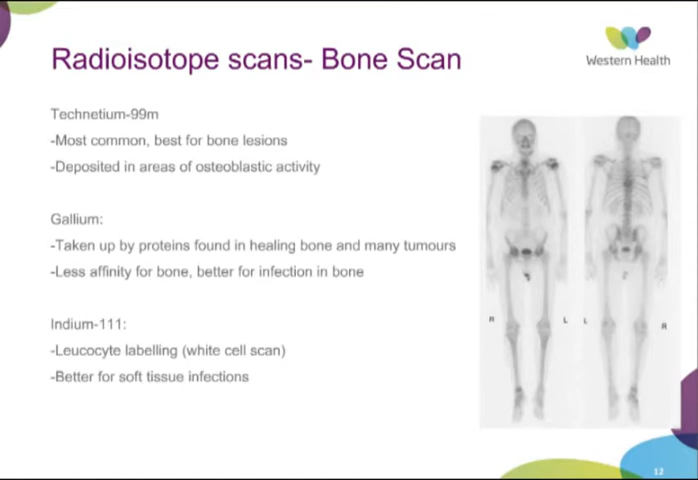 Radioisotope scans- Bone Scan
Western Health
Technetium-99m
-Most common, best for bone lesions
-Deposited in areas of osteoblastic activity
Gallium:
-Taken up by proteins found in healing bone and many tumours
-Less affinity for bone, better for infection in bone
Indium-111:
-Leucocyte labelling (white cell scan)
-Better for soft tissue infections
R L L R
12